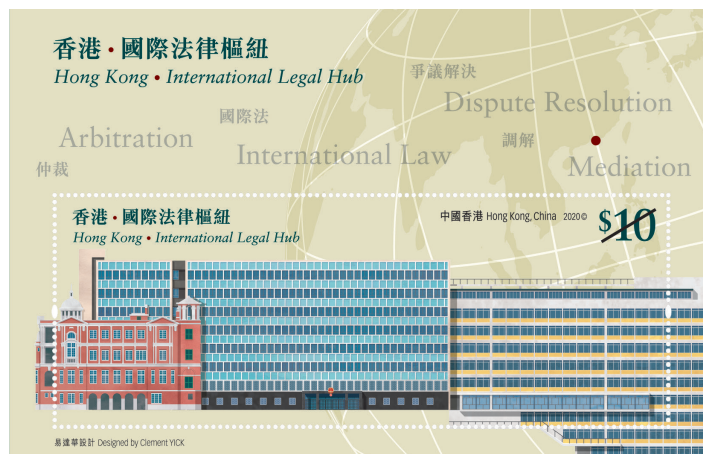 香港•國際法律樞紐
Hong Kong • International Legal Hub
爭議解決
Dispute Resolution
國際法
Arbitration
International Law
調解
仲裁
Mediation
香港•國際法律樞紐
Hong Kong • International Legal Hub
中國香港 Hong Kong, China 2020©
$10
易達華設計 Designed by Clement YICK